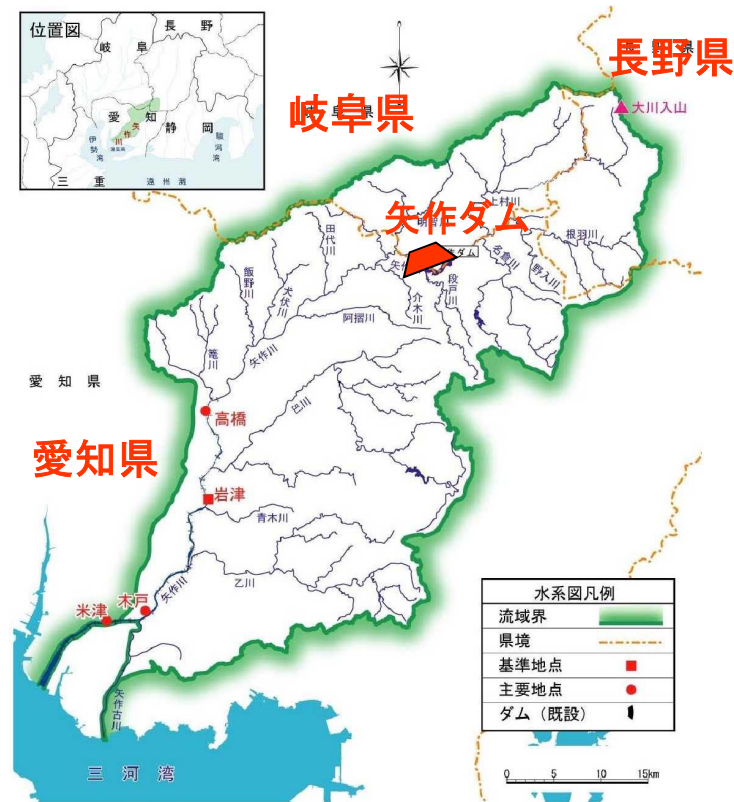 位置図
長野
岐阜
愛知
静岡
矢作川
伊勢湾
駿河湾
三重
遠州灘
長野県
岐阜県
大川入山
矢作ダム
上村川
明智川
根羽川
名倉川
野入川
段戸川
介木川
田代川
飯野川
犬伏川
阿摺川
矢作川
篭川
巴川
愛知県
高橋
愛知県
岩津
青木川
乙川
矢作川
木戸
米津
矢作古川
三河湾
水系図凡例
流域界
県境
基準地点
主要地点
ダム（既設）
0 5 10 15km